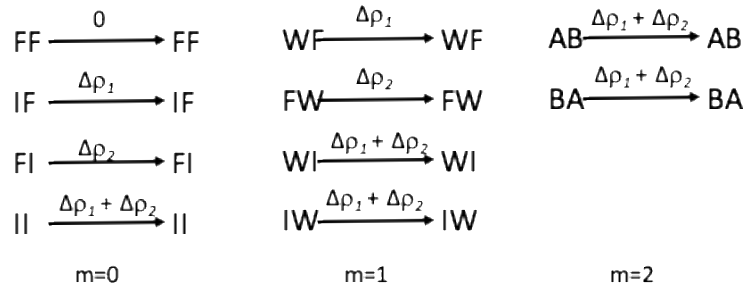 FF 0 FF
IF Δρ1 IF
FI Δρ2 FI
II Δρ1 + Δρ2 II
m=0
WF Δρ1 WF
FW Δρ2 FW
WI Δρ1 + Δρ2 WI
IW Δρ1 + Δρ2 IW
m=1
AB Δρ1 + Δρ2 AB
BA Δρ1 + Δρ2 BA
m=2